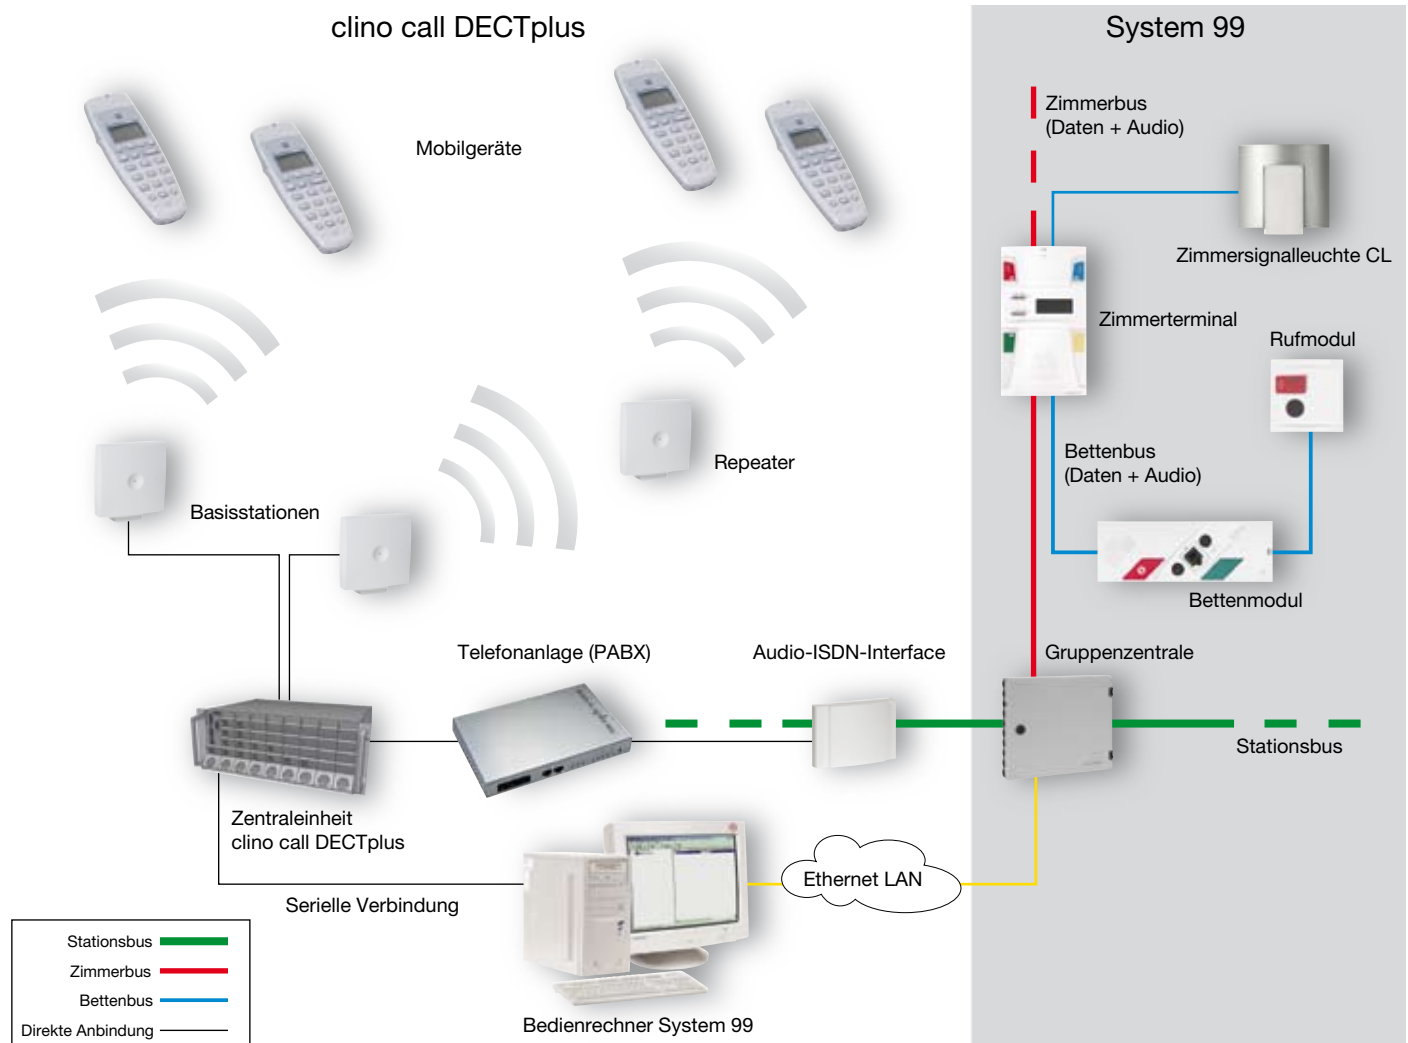 clino call DECTplus
System 99
Mobilgeräte
Zimmerbus
(Daten + Audio)
Zimmersignalleuchte CL
Zimmerterminal
Rufmodul
Bettenbus
(Daten + Audio)
Repeater
Basisstationen
Bettenmodul
Telefonanlage (PABX)
Audio-ISDN-Interface
Gruppenzentrale
Stationsbus
Zentraleinheit
clino call DECTplus
Ethernet LAN
Serielle Verbindung
Bedienrechner System 99
Stationsbus
Zimmerbus
Bettenbus
Direkte Anbindung